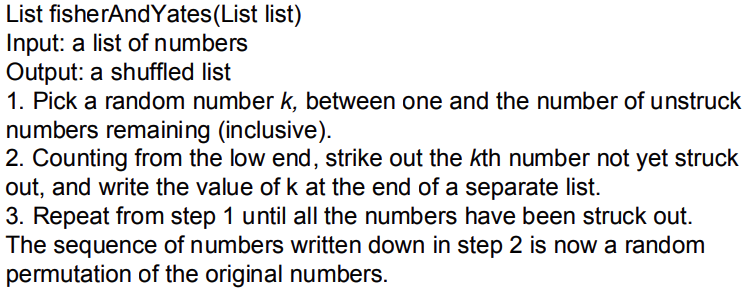 List fisherAndYates(List list)
Input: a list of numbers
Output: a shuffled list
1. Pick a random number k, between one and the number of unstruck
numbers remaining (inclusive).
2. Counting from the low end, strike out the kth number not yet struck
out, and write the value of k at the end of a separate list.
3. Repeat from step 1 until all the numbers have been struck out.
The sequence of numbers written down in step 2 is now a random
permutation of the original numbers.